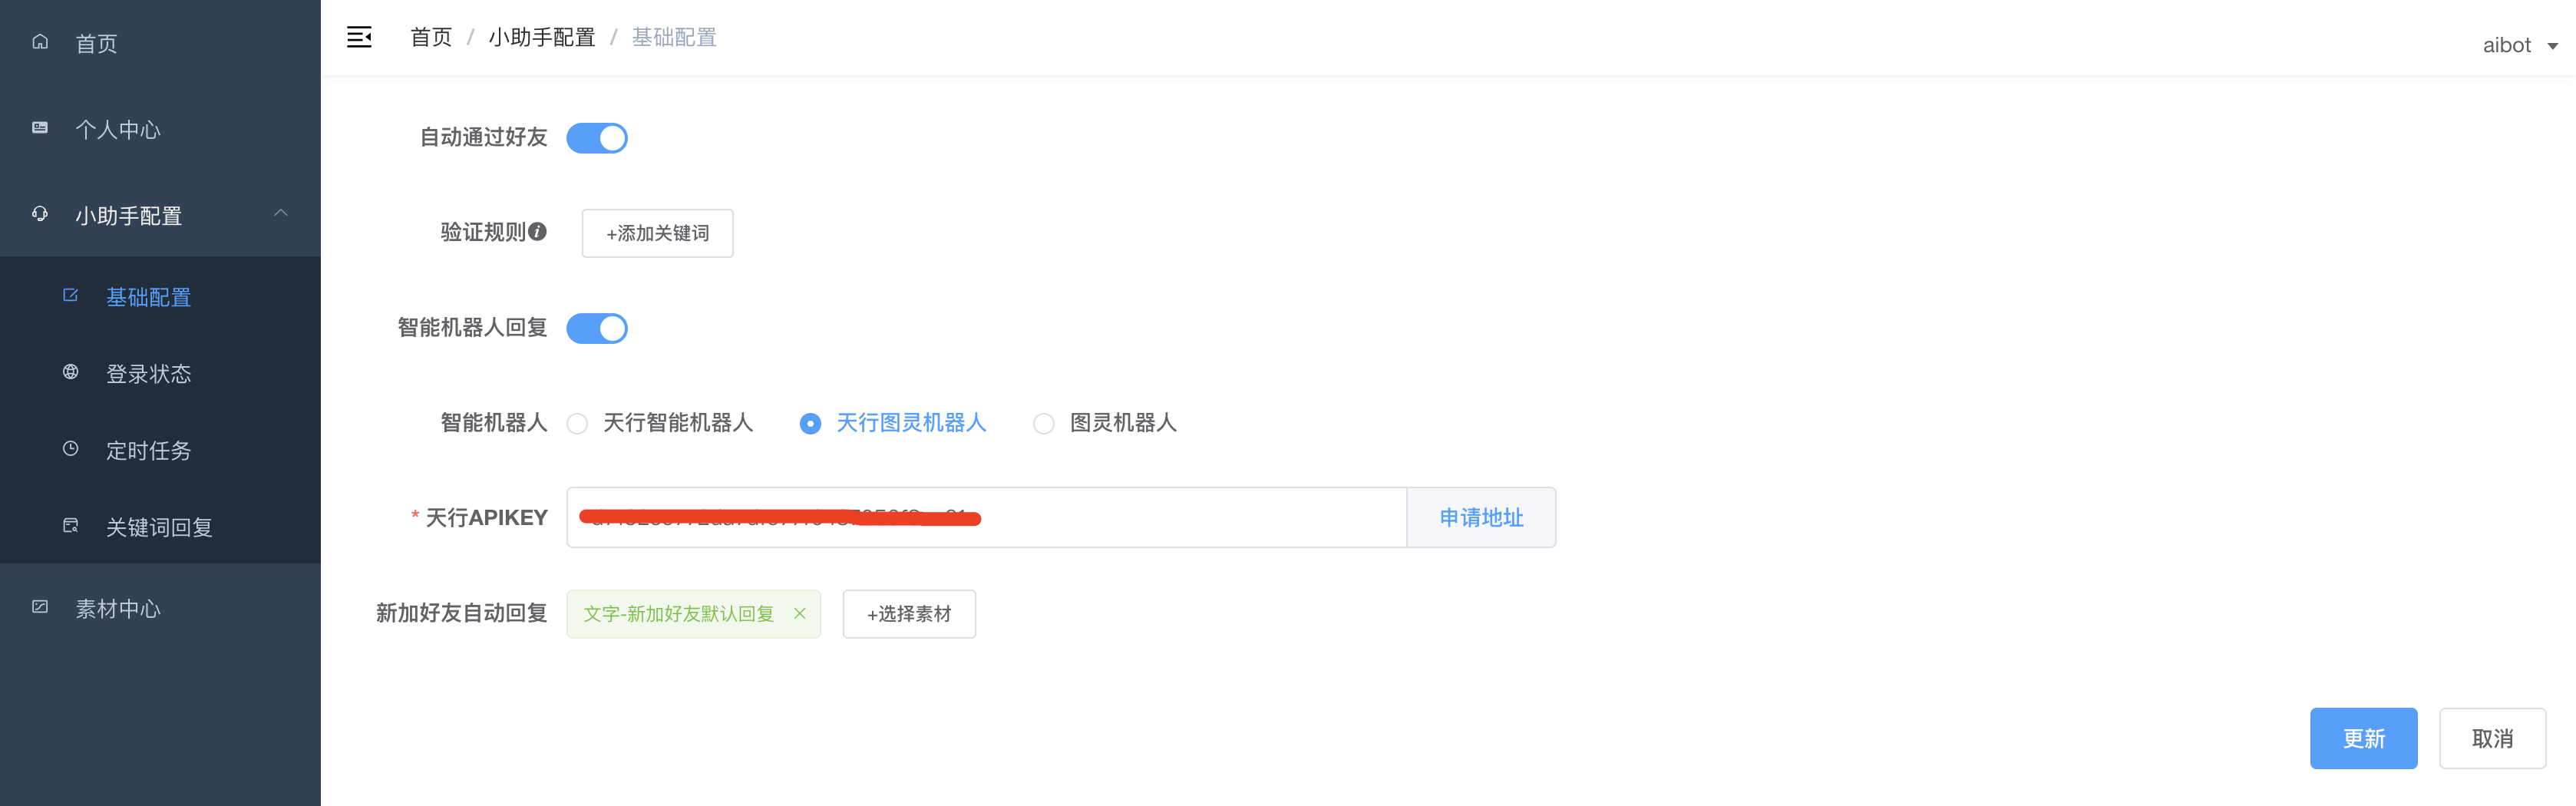 首页
个人中心
小助手配置
基础配置
登录状态
定时任务
关键词回复
素材中心
首页 / 小助手配置 / 基础配置
aibot
自动通过好友
验证规则 +添加关键词
智能机器人回复
智能机器人 天行智能机器人 天行图灵机器人 图灵机器人
* 天行APIKEY 申请地址
新加好友自动回复 文字-新加好友默认回复 × +选择素材
更新 取消